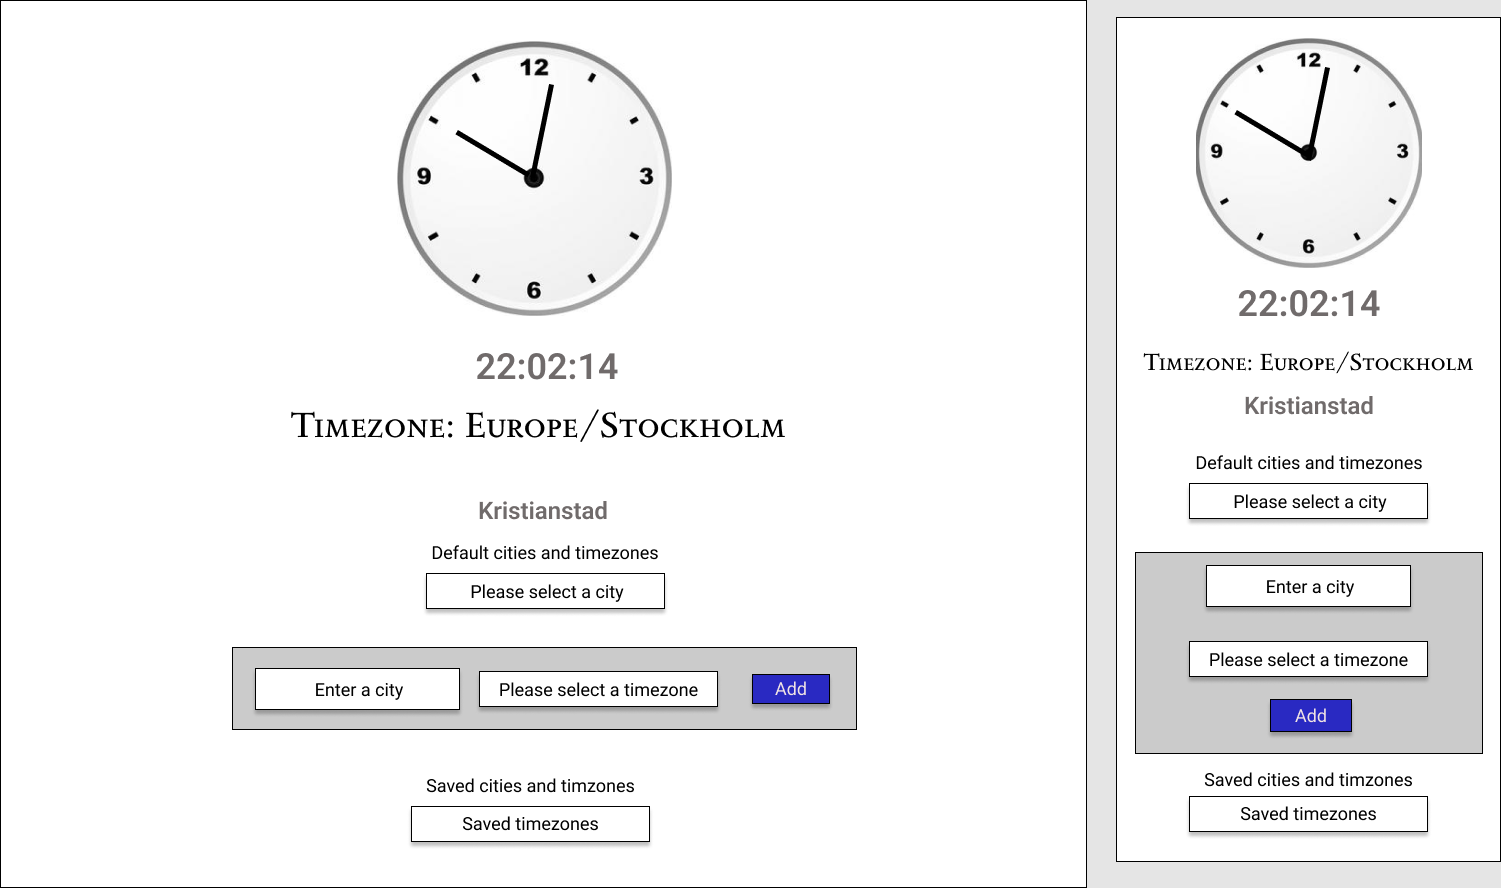 12
9
3
6
22:02:14
Timezone: Europe/Stockholm
Kristianstad
Default cities and timezones
Please select a city
Enter a city
Please select a timezone
Add
Saved cities and timzones
Saved timezones
12
9
3
6
22:02:14
Timezone: Europe/Stockholm
Kristianstad
Default cities and timezones
Please select a city
Enter a city
Please select a timezone
Add
Saved cities and timzones
Saved timezones